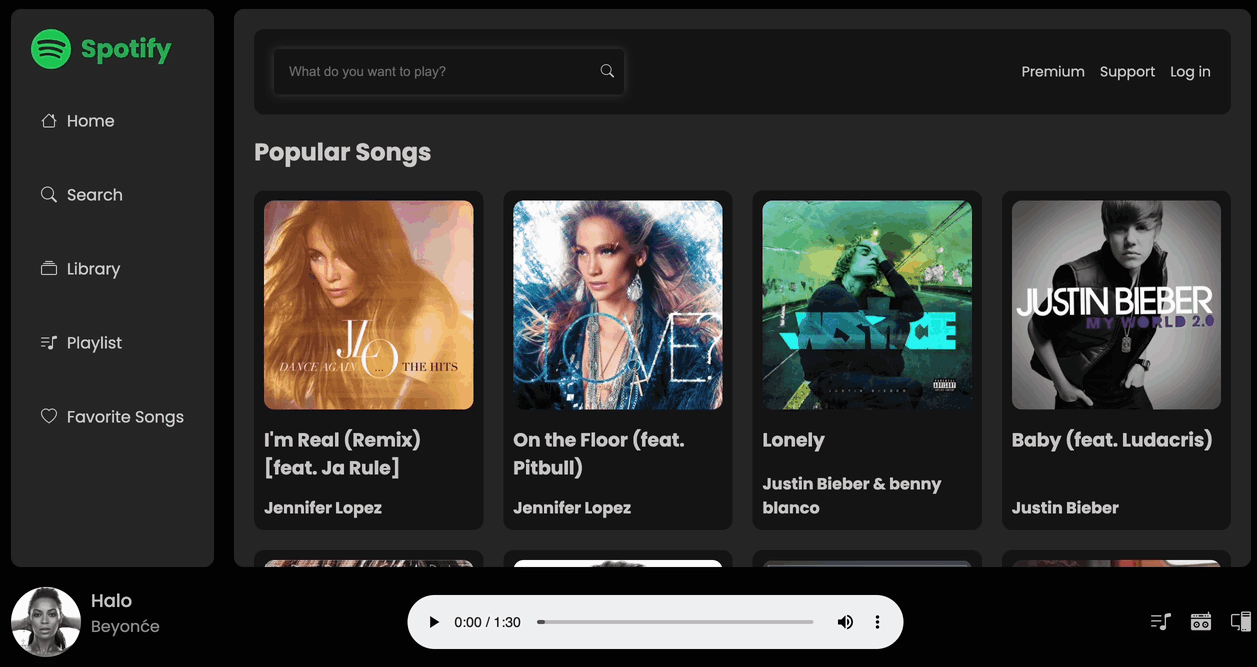 Spotify
Home
Search
Library
Playlist
Favorite Songs
What do you want to play?
Premium
Support
Log in
Popular Songs
JLO
DANCE AGAIN ... THE HITS
I'm Real (Remix)
[feat. Ja Rule]
Jennifer Lopez
LOVE?
On the Floor (feat.
Pitbull)
Jennifer Lopez
JUSTICE
JUSTIN BIEBER
Lonely
Justin Bieber & benny
blanco
JUSTIN BIEBER
MY WORLD 2.0
Baby (feat. Ludacris)
Justin Bieber
Halo
Beyonće
0:00 / 1:30